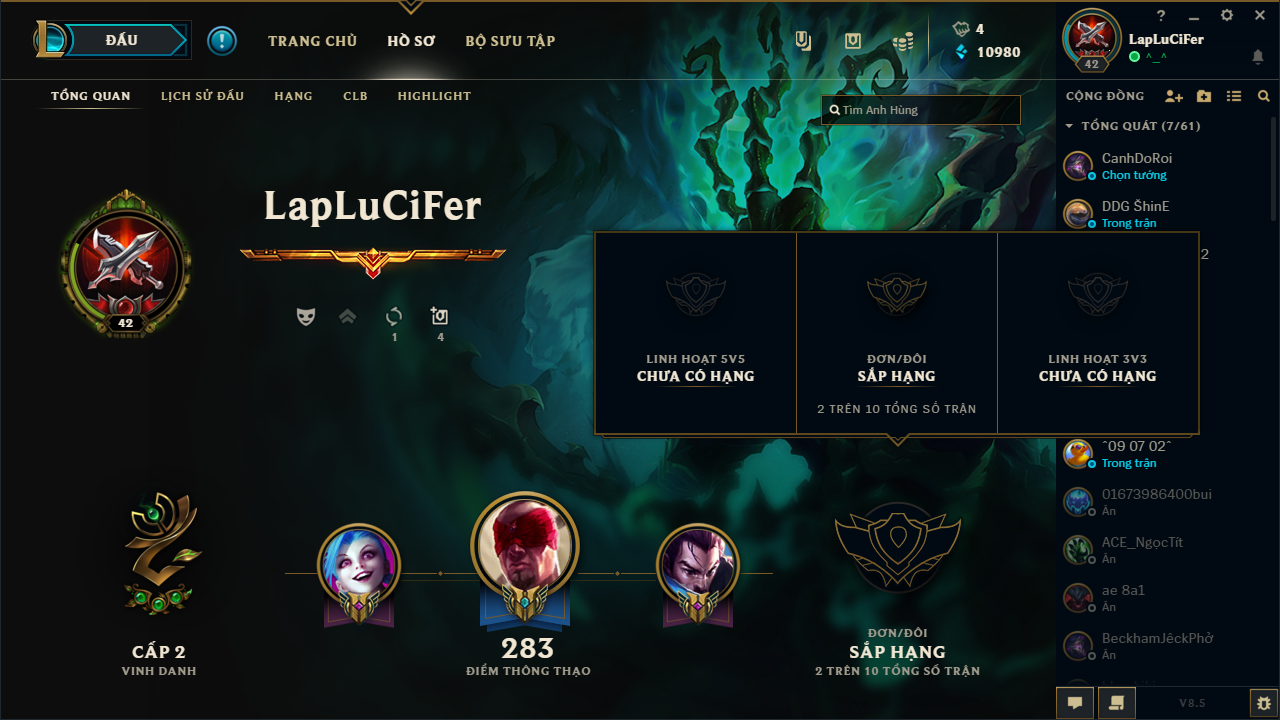 ĐẤU
TRANG CHỦ
HỒ SƠ
BỘ SƯU TẬP
4
10980
?
LapLuCiFer
^_^
42
TỔNG QUAN
LỊCH SỬ ĐẤU
HẠNG
CLB
HIGHLIGHT
Tìm Anh Hùng
CỘNG ĐỒNG
TỔNG QUÁT (7/61)
CanhDoRoi
Chọn tướng
DDG ŠhinE
Trong trận
2
LapLuCiFer
42
1
4
LINH HOẠT 5V5
CHƯA CÓ HẠNG
ĐƠN/ĐÔI
SẮP HẠNG
2 TRÊN 10 TỔNG SỐ TRẬN
LINH HOẠT 3V3
CHƯA CÓ HẠNG
ˆ09 07 02ˆ
Trong trận
01673986400bui
Ẩn
ACE_NgọcTít
Ẩn
ae 8a1
Ẩn
BeckhamJêckPhở
Ẩn
CẤP 2
VINH DANH
283
ĐIỂM THÔNG THẠO
ĐƠN/ĐÔI
SẮP HẠNG
2 TRÊN 10 TỔNG SỐ TRẬN
V8.5